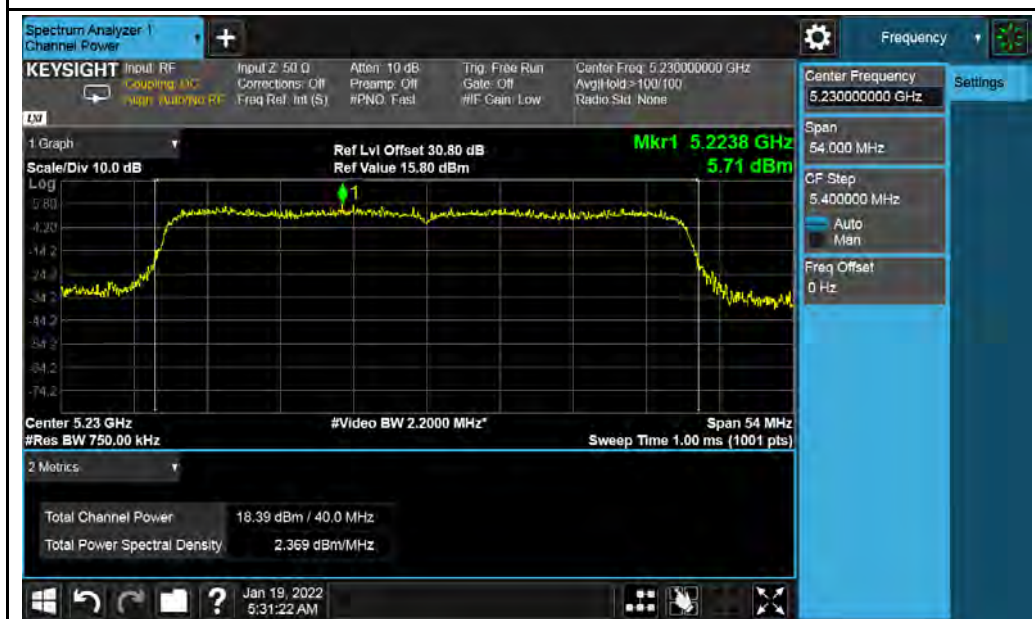 Spectrum Analyzer 1
Channel Power
Frequency
KEYSIGHT Input: RF
Coupling: DC
Align: Auto/No RF
Input Z: 50 Ω
Corrections: Off
Freq Ref: Int (S)
Atten: 10 dB
Preamp: Off
#PNO: Fast
Trig: Free Run
Gate: Off
#IF Gain: Low
Center Freq: 5.230000000 GHz
Avg|Hold:>100/100
Radio Std: None
LXI
Center Frequency
5.230000000 GHz
Settings
Span
54.000 MHz
CF Step
5.400000 MHz
Auto
Man
Freq Offset
0 Hz
1 Graph
Scale/Div 10.0 dB
Ref Lvl Offset 30.80 dB
Ref Value 15.80 dBm
Mkr1 5.2238 GHz
5.71 dBm
Log
1
5.80
-4.20
-14.2
-24.2
-34.2
-44.2
-54.2
-64.2
-74.2
Center 5.23 GHz
#Res BW 750.00 kHz
#Video BW 2.2000 MHz*
Span 54 MHz
Sweep Time 1.00 ms (1001 pts)
2 Metrics
Total Channel Power 18.39 dBm / 40.0 MHz
Total Power Spectral Density 2.369 dBm/MHz
? Jan 19, 2022
5:31:22 AM